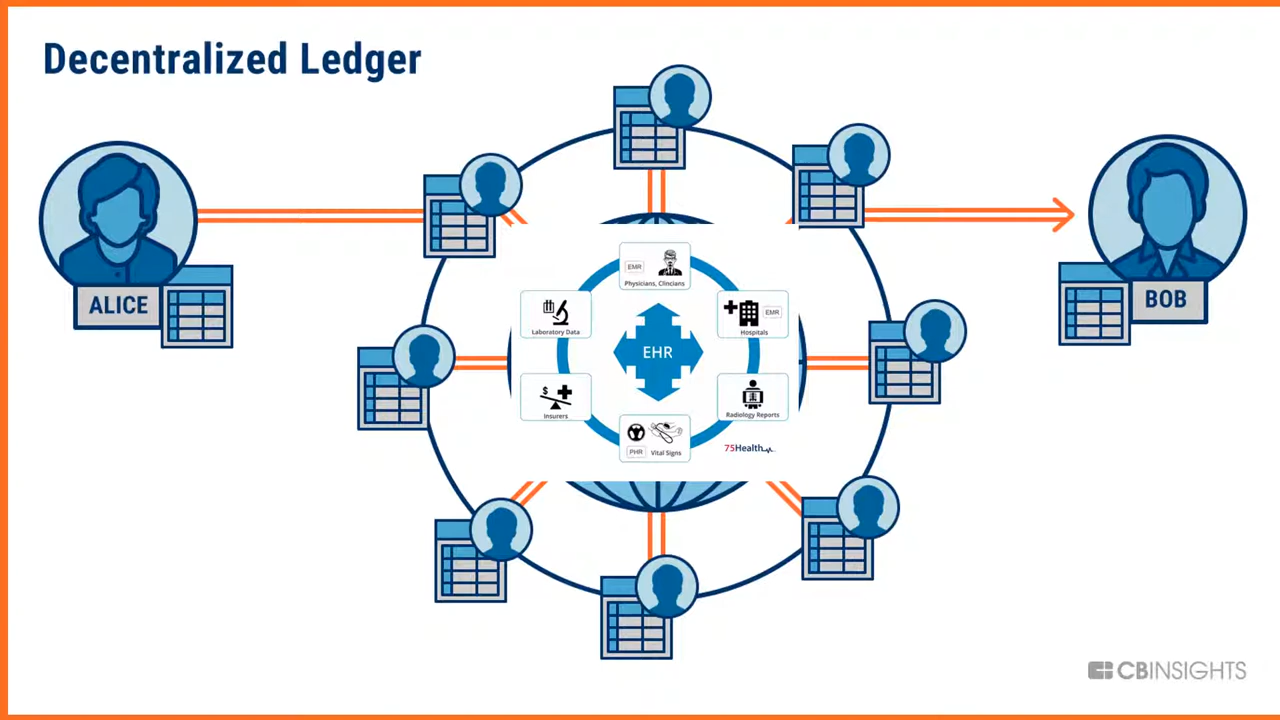 Decentralized Ledger
ALICE
BOB
EMR
Physicians, Clincians
Laboratory Data
Hospitals
EMR
EHR
$
Insurers
Radiology Reports
PHR
Vital Signs
75Health
CBINSIGHTS